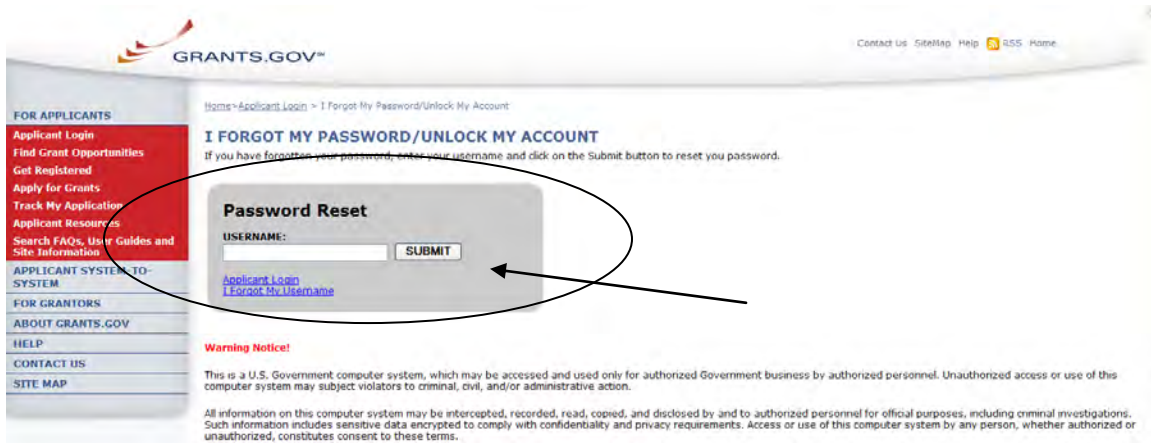 GRANTS.GOV℠
Contact Us SiteMap Help RSS Home
Home > Applicant Login > I Forgot My Password/Unlock My Account
FOR APPLICANTS
Applicant Login
Find Grant Opportunities
Get Registered
Apply for Grants
Track My Application
Applicant Resources
Search FAQs, User Guides and
Site Information
APPLICANT SYSTEM-TO-
SYSTEM
FOR GRANTORS
ABOUT GRANTS.GOV
HELP
CONTACT US
SITE MAP
I FORGOT MY PASSWORD/UNLOCK MY ACCOUNT
If you have forgotten your password, enter your username and click on the Submit button to reset you password.
Password Reset
USERNAME:
SUBMIT
Applicant Login
I Forgot My Username
Warning Notice!
This is a U.S. Government computer system, which may be accessed and used only for authorized Government business by authorized personnel. Unauthorized access or use of this
computer system may subject violators to criminal, civil, and/or administrative action.
All information on this computer system may be intercepted, recorded, read, copied, and disclosed by and to authorized personnel for official purposes, including criminal investigations.
Such information includes sensitive data encrypted to comply with confidentiality and privacy requirements. Access or use of this computer system by any person, whether authorized or
unauthorized, constitutes consent to these terms.